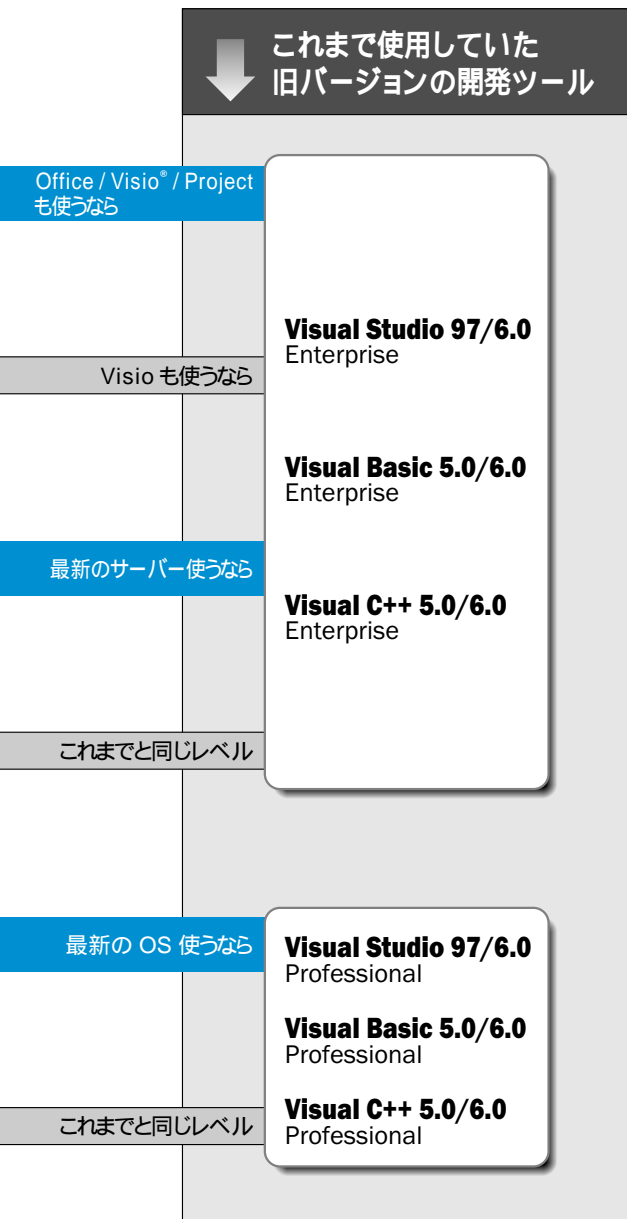 これまで使用していた
旧バージョンの開発ツール
Office / Visio® / Project
も使うなら
Visual Studio 97/6.0
Enterprise
Visio も使うなら
Visual Basic 5.0/6.0
Enterprise
最新のサーバー使うなら
Visual C++ 5.0/6.0
Enterprise
これまでと同じレベル
最新の OS 使うなら
Visual Studio 97/6.0
Professional
Visual Basic 5.0/6.0
Professional
Visual C++ 5.0/6.0
Professional
これまでと同じレベル